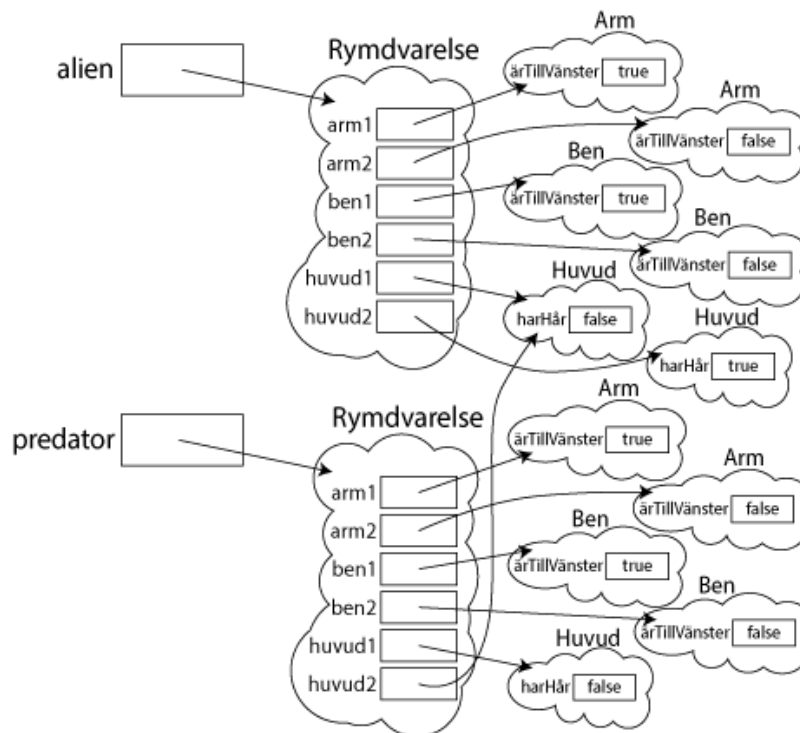 alien
Rymdvarelse
arm1
arm2
ben1
ben2
huvud1
huvud2
Arm
ärTillVänster true
Arm
ärTillVänster false
Ben
ärTillVänster true
Ben
ärTillVänster false
Huvud
harHår false
Huvud
harHår true
predator
Rymdvarelse
arm1
arm2
ben1
ben2
huvud1
huvud2
Arm
ärTillVänster true
Arm
ärTillVänster false
Ben
ärTillVänster true
Ben
ärTillVänster false
Huvud
harHår false